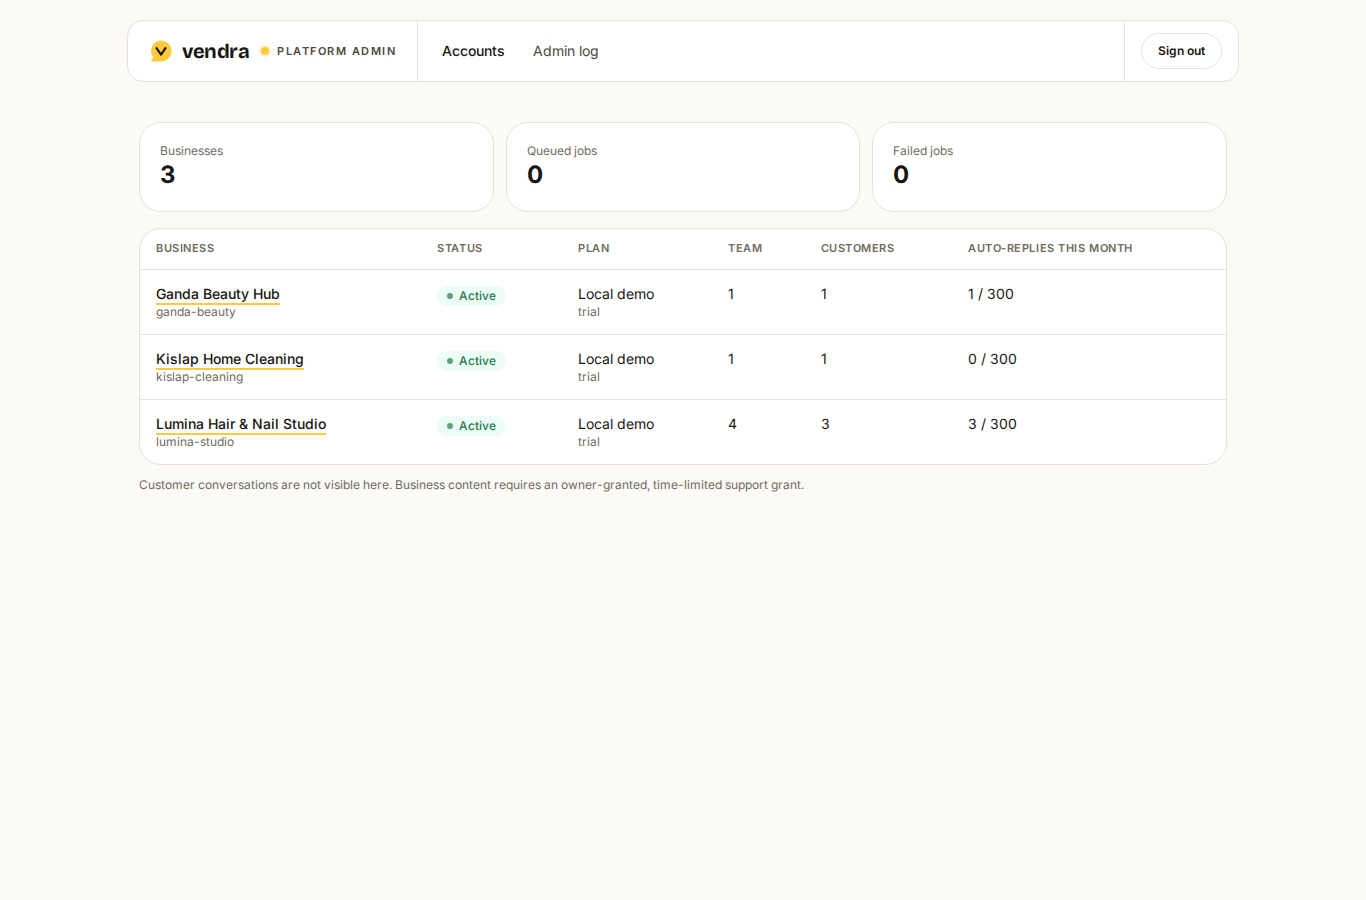 vendra PLATFORM ADMIN Accounts Admin log Sign out
Businesses Queued jobs Failed jobs
3 0 0
BUSINESS STATUS PLAN TEAM CUSTOMERS AUTO-REPLIES THIS MONTH
Ganda Beauty Hub Active Local demo 1 1 1 / 300
ganda-beauty trial
Kislap Home Cleaning Active Local demo 1 1 0 / 300
kislap-cleaning trial
Lumina Hair & Nail Studio Active Local demo 4 3 3 / 300
lumina-studio trial
Customer conversations are not visible here. Business content requires an owner-granted, time-limited support grant.